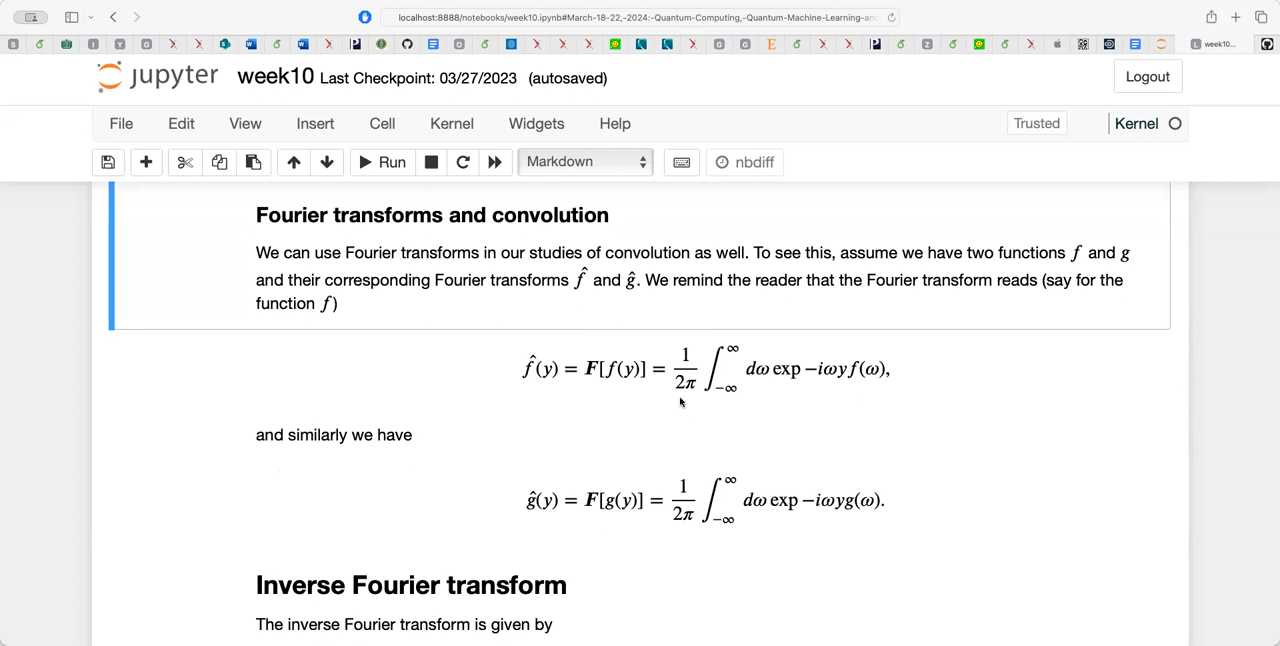 localhost:8888/notebooks/week10.ipynb#March-18-22,-2024:-Quantum-Computing,-Quantum-Machine-Learning-an
week10...
jupyter week10 Last Checkpoint: 03/27/2023 (autosaved)
Logout
File Edit View Insert Cell Kernel Widgets Help
Trusted
Kernel
Run
Markdown
nbdiff
Fourier transforms and convolution
We can use Fourier transforms in our studies of convolution as well. To see this, assume we have two functions f and g
and their corresponding Fourier transforms f̂ and ĝ. We remind the reader that the Fourier transform reads (say for the
function f)
f̂(y) = F[f(y)] = 1/2π ∫_{−∞}^{∞} dω exp −iωyf(ω),
and similarly we have
ĝ(y) = F[g(y)] = 1/2π ∫_{−∞}^{∞} dω exp −iωyg(ω).
Inverse Fourier transform
The inverse Fourier transform is given by